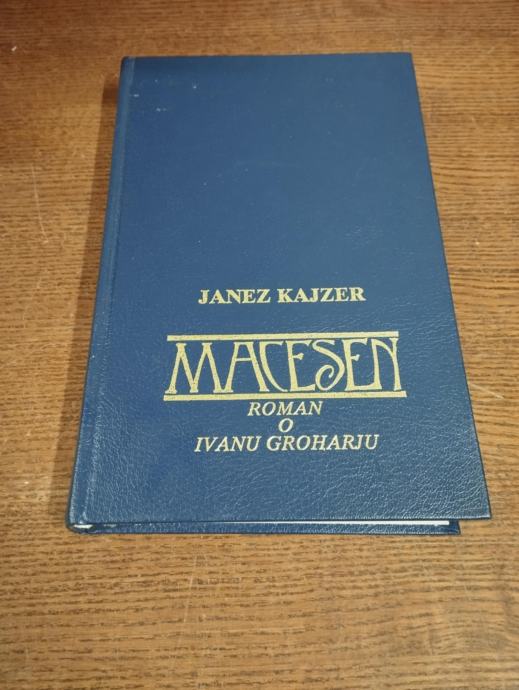 JANEZ KAJZER
MACESEN
ROMAN
O
IVANU GROHARJU